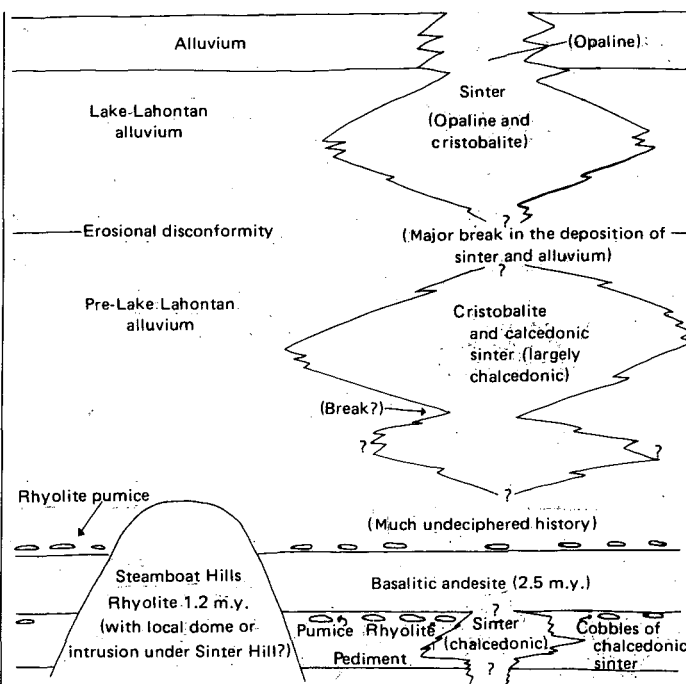 Alluvium
(Opaline)
Sinter
(Opaline and
cristobalite)
Lake-Lahontan
alluvium
?
Erosional disconformity
(Major break in the deposition of
sinter and alluvium)
?
Pre-Lake Lahontan
alluvium
Cristobalite
and calcedonic
sinter (largely
chalcedonic)
(Break?)
?
?
?
Rhyolite pumice
(Much undeciphered history)
Steamboat Hills
Rhyolite 1.2 m.y.
(with local dome or
intrusion under Sinter Hill?)
Basaltic andesite (2.5 m.y.)
?
Pumice Rhyolite
Pediment
Sinter
(chalcedonic)
?
Cobbles of
chalcedonic
sinter